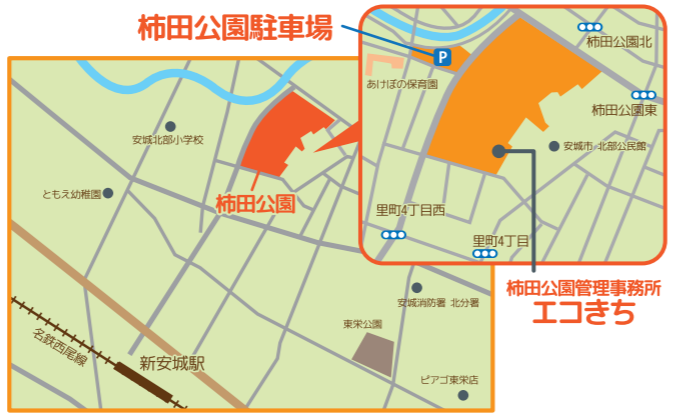 柿田公園駐車場
P
柿田公園北
あけぼの保育園
柿田公園東
安城市 北部公民館
安城北部小学校
ともえ幼稚園
柿田公園
里町4丁目西
里町4丁目
柿田公園管理事務所
エコきち
安城消防署 北分署
東栄公園
名鉄西尾線
新安城駅
ピアゴ東栄店